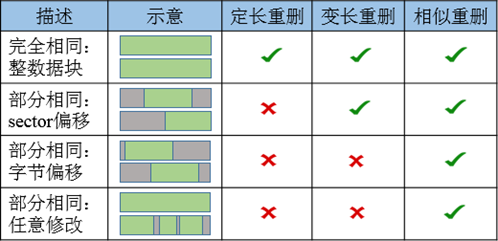 描述 示意 定长重删 变长重删 相似重删
完全相同：
整数据块
部分相同：
sector偏移
部分相同：
字节偏移
部分相同：
任意修改